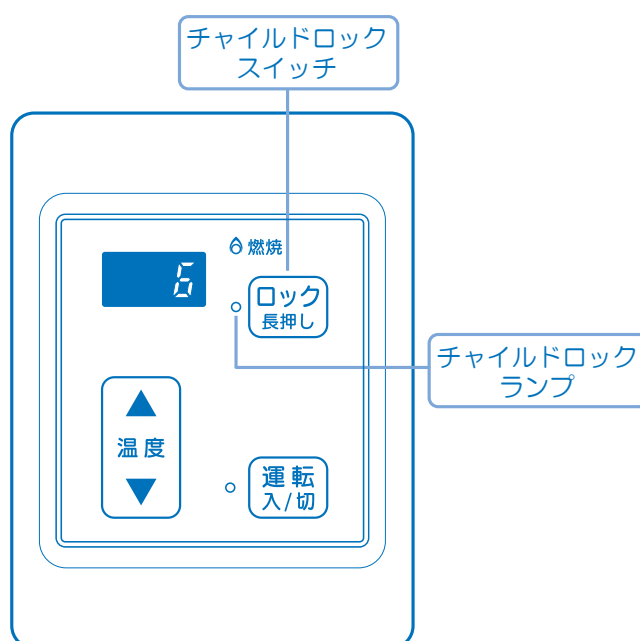 チャイルドロック
スイッチ
燃焼
6
ロック
長押し
チャイルドロック
ランプ
▲
温度
▼
運転
入/切